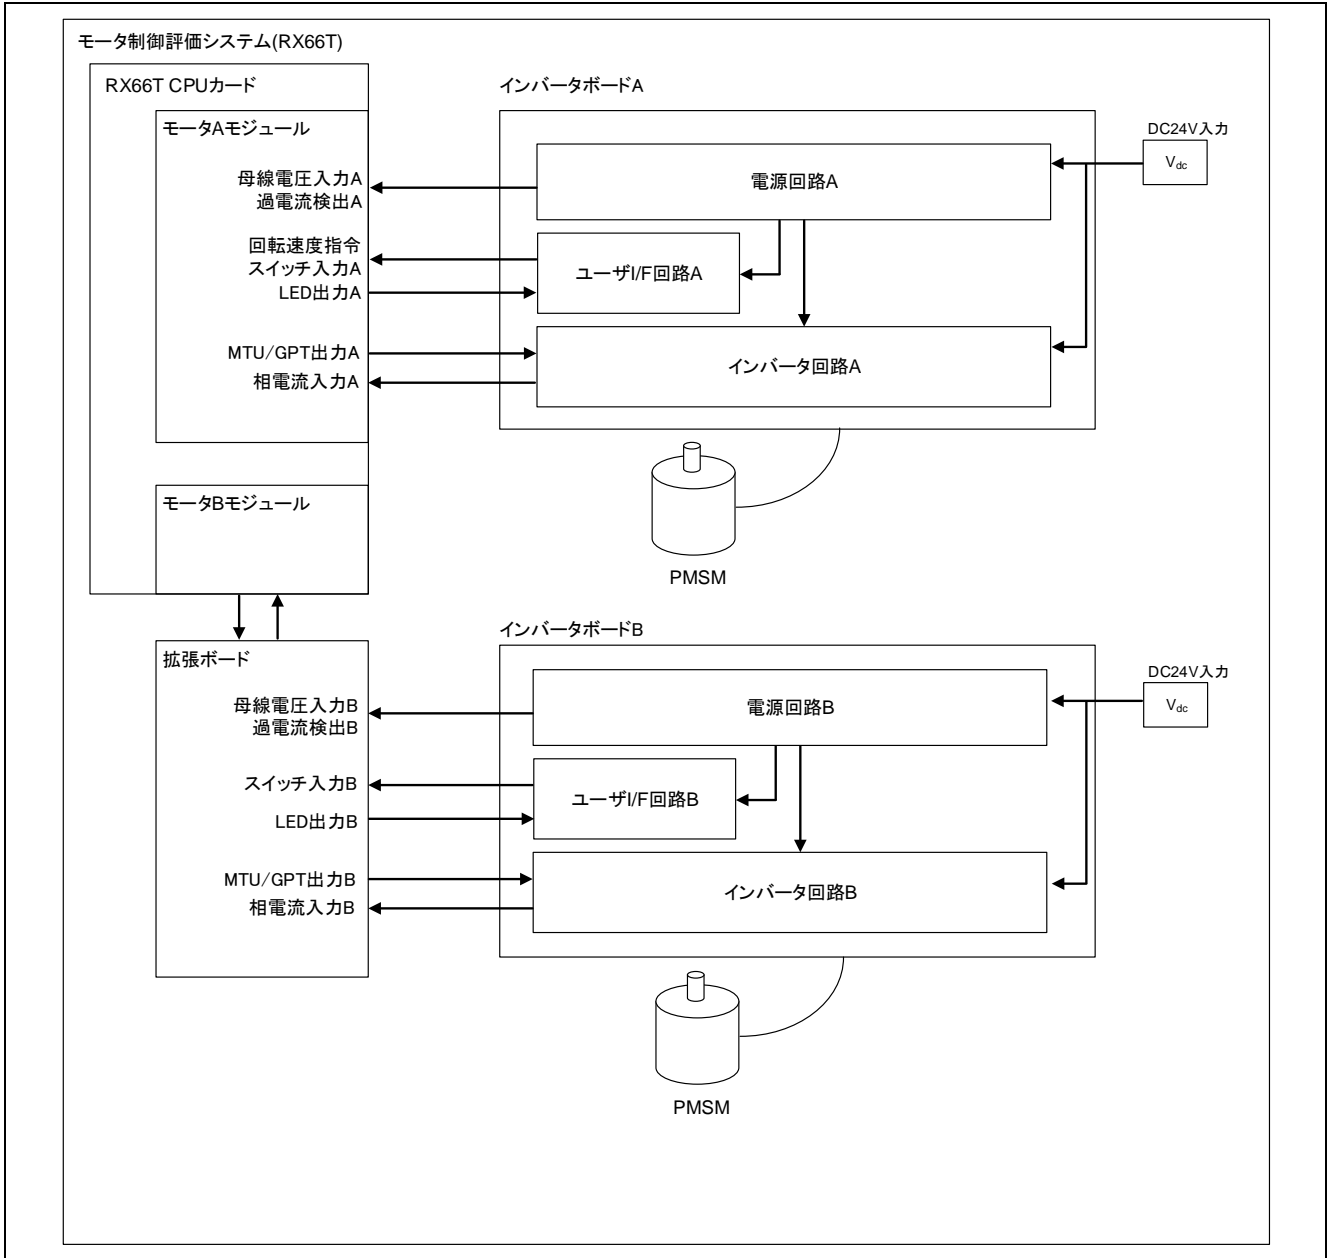 モータ制御評価システム(RX66T)
RX66T CPUカード
モータAモジュール
母線電圧入力A
過電流検出A
回転速度指令
スイッチ入力A
LED出力A
MTU/GPT出力A
相電流入力A
インバータボードA
電源回路A
ユーザI/F回路A
インバータ回路A
DC24V入力
Vdc
PMSM
モータBモジュール
拡張ボード
母線電圧入力B
過電流検出B
スイッチ入力B
LED出力B
MTU/GPT出力B
相電流入力B
インバータボードB
電源回路B
ユーザI/F回路B
インバータ回路B
DC24V入力
Vdc
PMSM